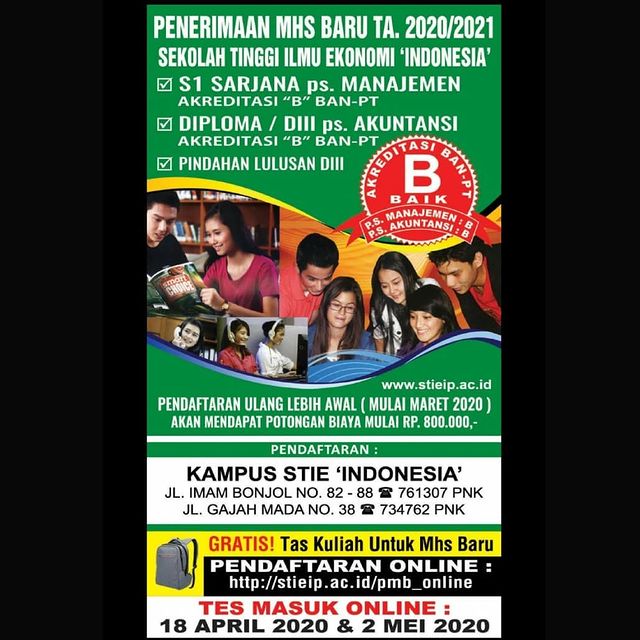 PENERIMAAN MHS BARU TA. 2020/2021
SEKOLAH TINGGI ILMU EKONOMI 'INDONESIA'
S1 SARJANA ps. MANAJEMEN
AKREDITASI "B" BAN-PT
DIPLOMA / DIII ps. AKUNTANSI
AKREDITASI "B" BAN-PT
PINDAHAN LULUSAN DIII
AKREDITASI BAN-PT
B
BAIK
P.S. MANAJEMEN : B
P.S. AKUNTANSI : B
smart
CHOICE
www.stieip.ac.id
PENDAFTARAN ULANG LEBIH AWAL ( MULAI MARET 2020 )
AKAN MENDAPAT POTONGAN BIAYA MULAI RP. 800.000,-
PENDAFTARAN :
KAMPUS STIE 'INDONESIA'
JL. IMAM BONJOL NO. 82 - 88 ☎ 761307 PNK
JL. GAJAH MADA NO. 38 ☎ 734762 PNK
GRATIS! Tas Kuliah Untuk Mhs Baru
PENDAFTARAN ONLINE :
http://stieip.ac.id/pmb_online
TES MASUK ONLINE :
18 APRIL 2020 & 2 MEI 2020